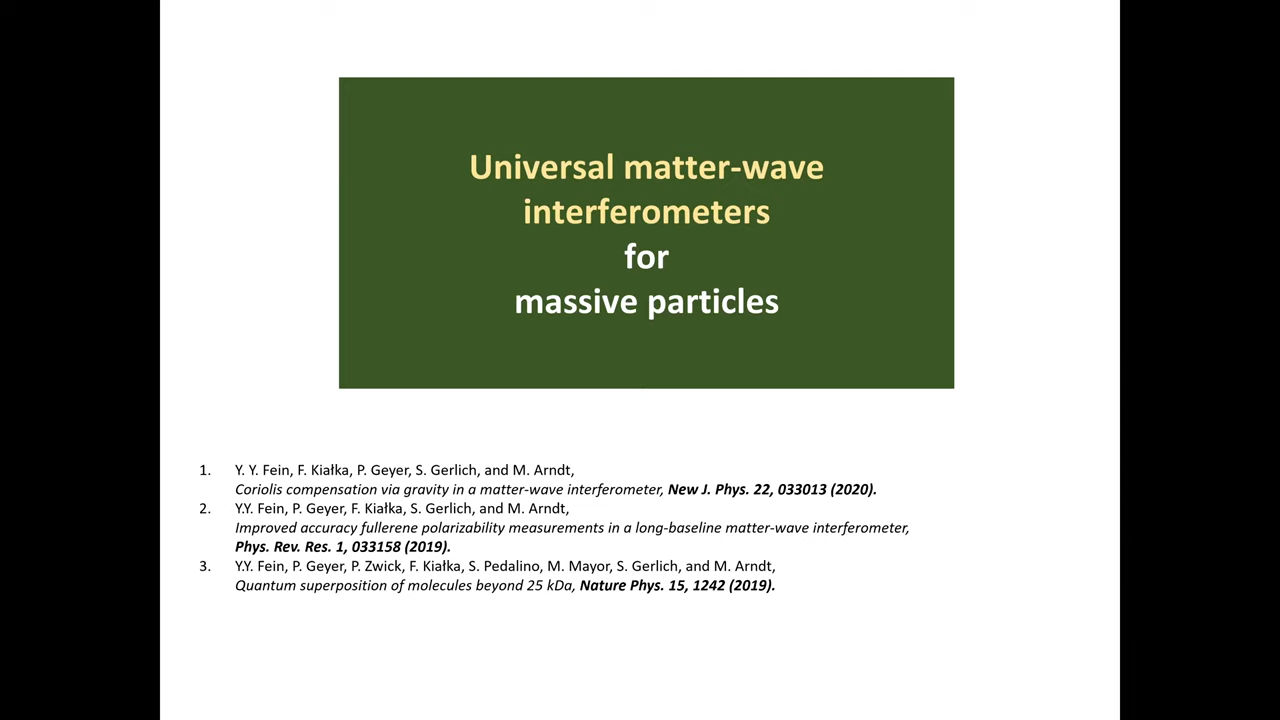 Universal matter-wave
interferometers
for
massive particles
1. Y. Y. Fein, F. Kiałka, P. Geyer, S. Gerlich, and M. Arndt,
Coriolis compensation via gravity in a matter-wave interferometer, New J. Phys. 22, 033013 (2020).
2. Y.Y. Fein, P. Geyer, F. Kiałka, S. Gerlich, and M. Arndt,
Improved accuracy fullerene polarizability measurements in a long-baseline matter-wave interferometer,
Phys. Rev. Res. 1, 033158 (2019).
3. Y.Y. Fein, P. Geyer, P. Zwick, F. Kiałka, S. Pedalino, M. Mayor, S. Gerlich, and M. Arndt,
Quantum superposition of molecules beyond 25 kDa, Nature Phys. 15, 1242 (2019).